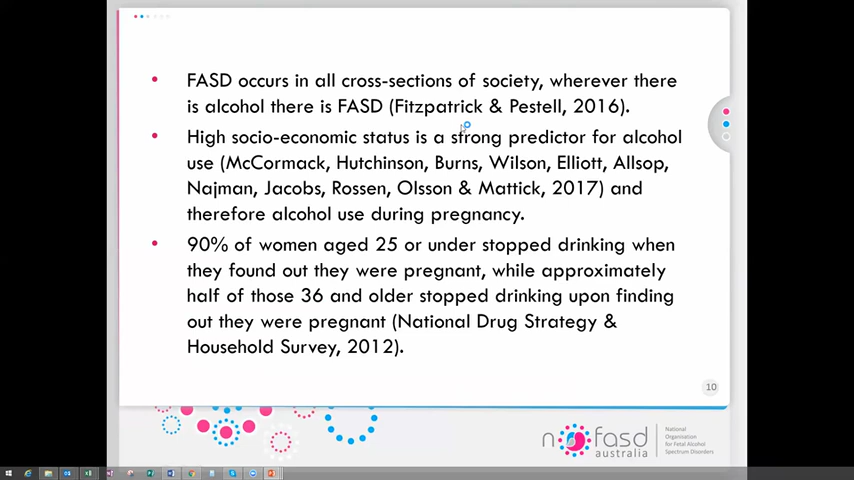 FASD occurs in all cross-sections of society, wherever there
is alcohol there is FASD (Fitzpatrick & Pestell, 2016).
High socio-economic status is a strong predictor for alcohol
use (McCormack, Hutchinson, Burns, Wilson, Elliott, Allsop,
Najman, Jacobs, Rossen, Olsson & Mattick, 2017) and
therefore alcohol use during pregnancy.
90% of women aged 25 or under stopped drinking when
they found out they were pregnant, while approximately
half of those 36 and older stopped drinking upon finding
out they were pregnant (National Drug Strategy &
Household Survey, 2012).
10
nofasd
australia
National
Organisation
for Fetal Alcohol
Spectrum Disorders